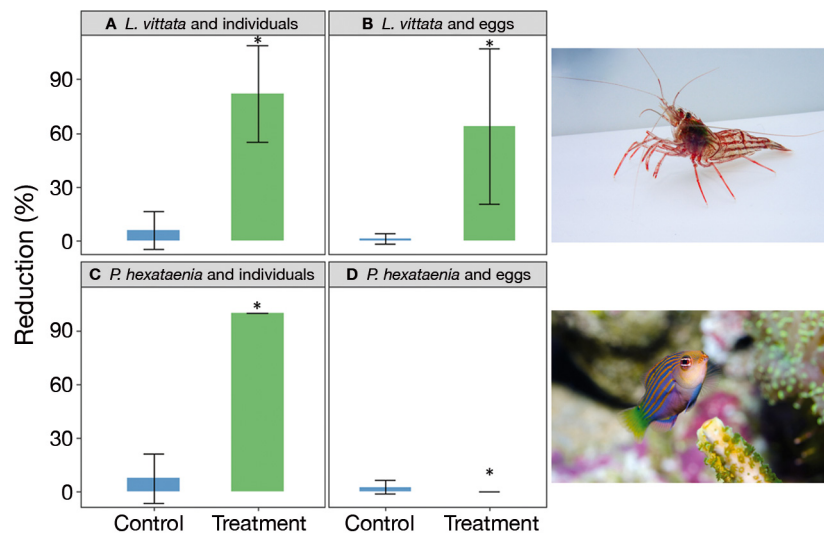 A L. vittata and individuals
B L. vittata and eggs
Reduction (%)
90
60
30
0
*
*
C P. hexataenia and individuals
D P. hexataenia and eggs
90
60
30
0
*
*
Control
Treatment
Control
Treatment